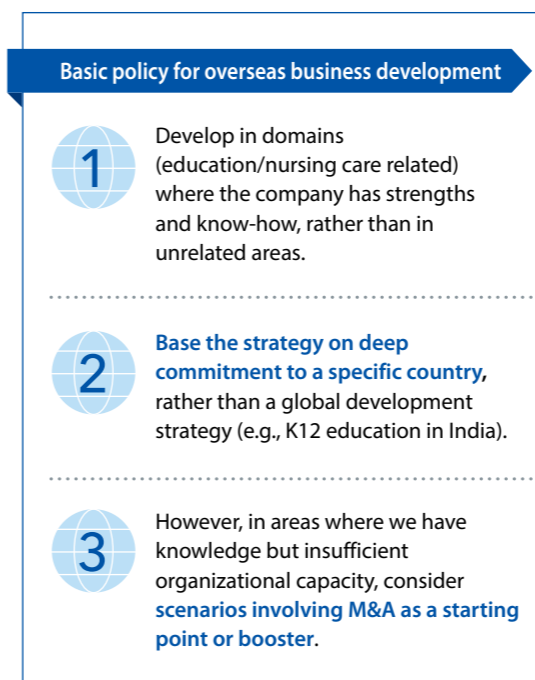 Basic policy for overseas business development
1
Develop in domains
(education/nursing care related)
where the company has strengths
and know-how, rather than in
unrelated areas.
2
Base the strategy on deep
commitment to a specific country,
rather than a global development
strategy (e.g., K12 education in India).
3
However, in areas where we have
knowledge but insufficient
organizational capacity, consider
scenarios involving M&A as a starting
point or booster.